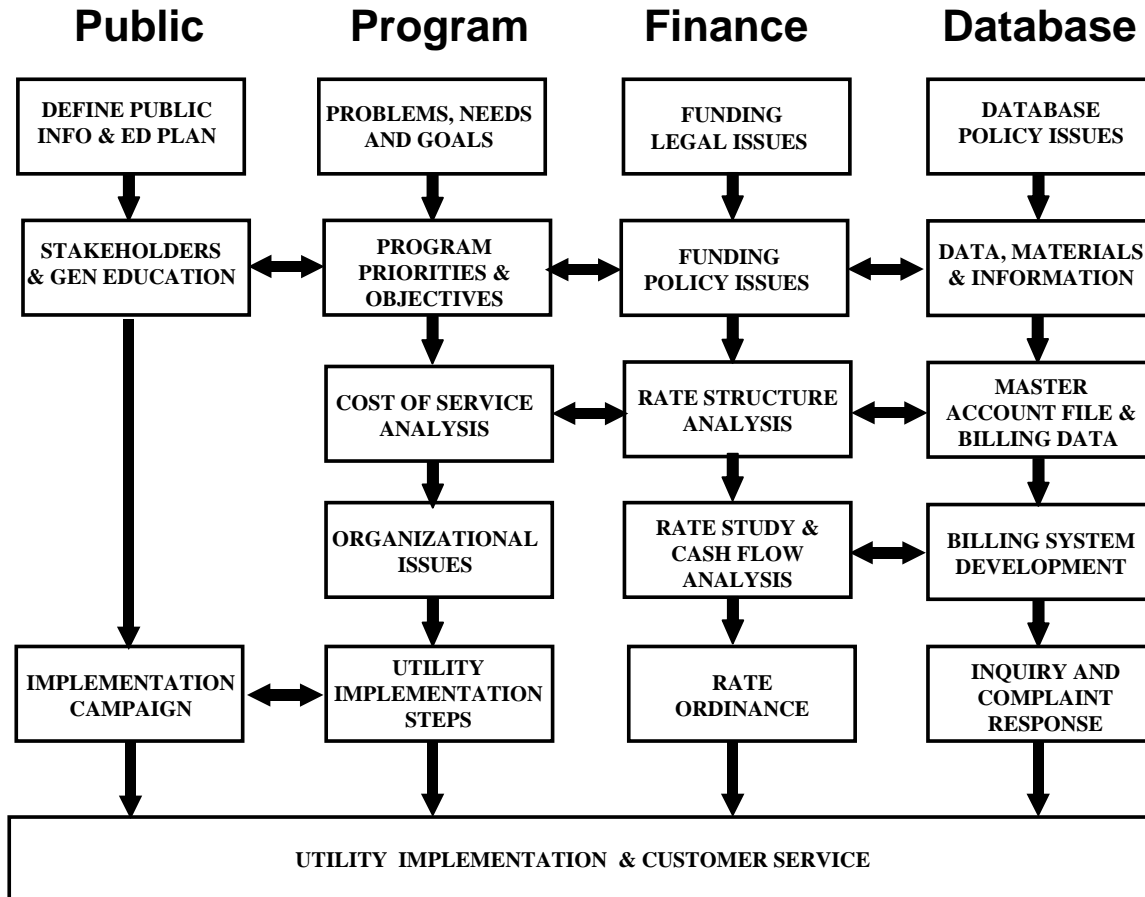 Public
Program
Finance
Database
DEFINE PUBLIC
INFO & ED PLAN
PROBLEMS, NEEDS
AND GOALS
FUNDING
LEGAL ISSUES
DATABASE
POLICY ISSUES
STAKEHOLDERS
& GEN EDUCATION
PROGRAM
PRIORITIES &
OBJECTIVES
FUNDING
POLICY ISSUES
DATA, MATERIALS
& INFORMATION
COST OF SERVICE
ANALYSIS
RATE STRUCTURE
ANALYSIS
MASTER
ACCOUNT FILE &
BILLING DATA
ORGANIZATIONAL
ISSUES
RATE STUDY &
CASH FLOW
ANALYSIS
BILLING SYSTEM
DEVELOPMENT
IMPLEMENTATION
CAMPAIGN
UTILITY
IMPLEMENTATION
STEPS
RATE
ORDINANCE
INQUIRY AND
COMPLAINT
RESPONSE
UTILITY IMPLEMENTATION & CUSTOMER SERVICE